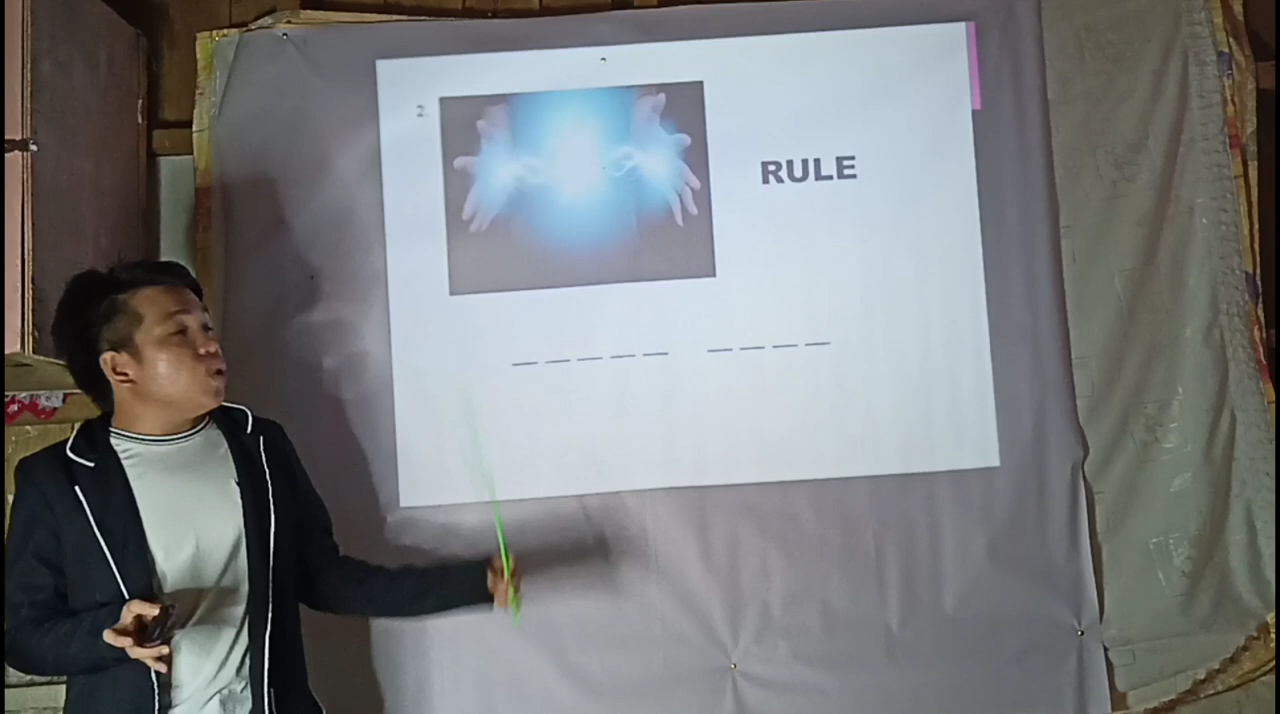 2.
RULE
_ _ _ _ _ _ _ _ _